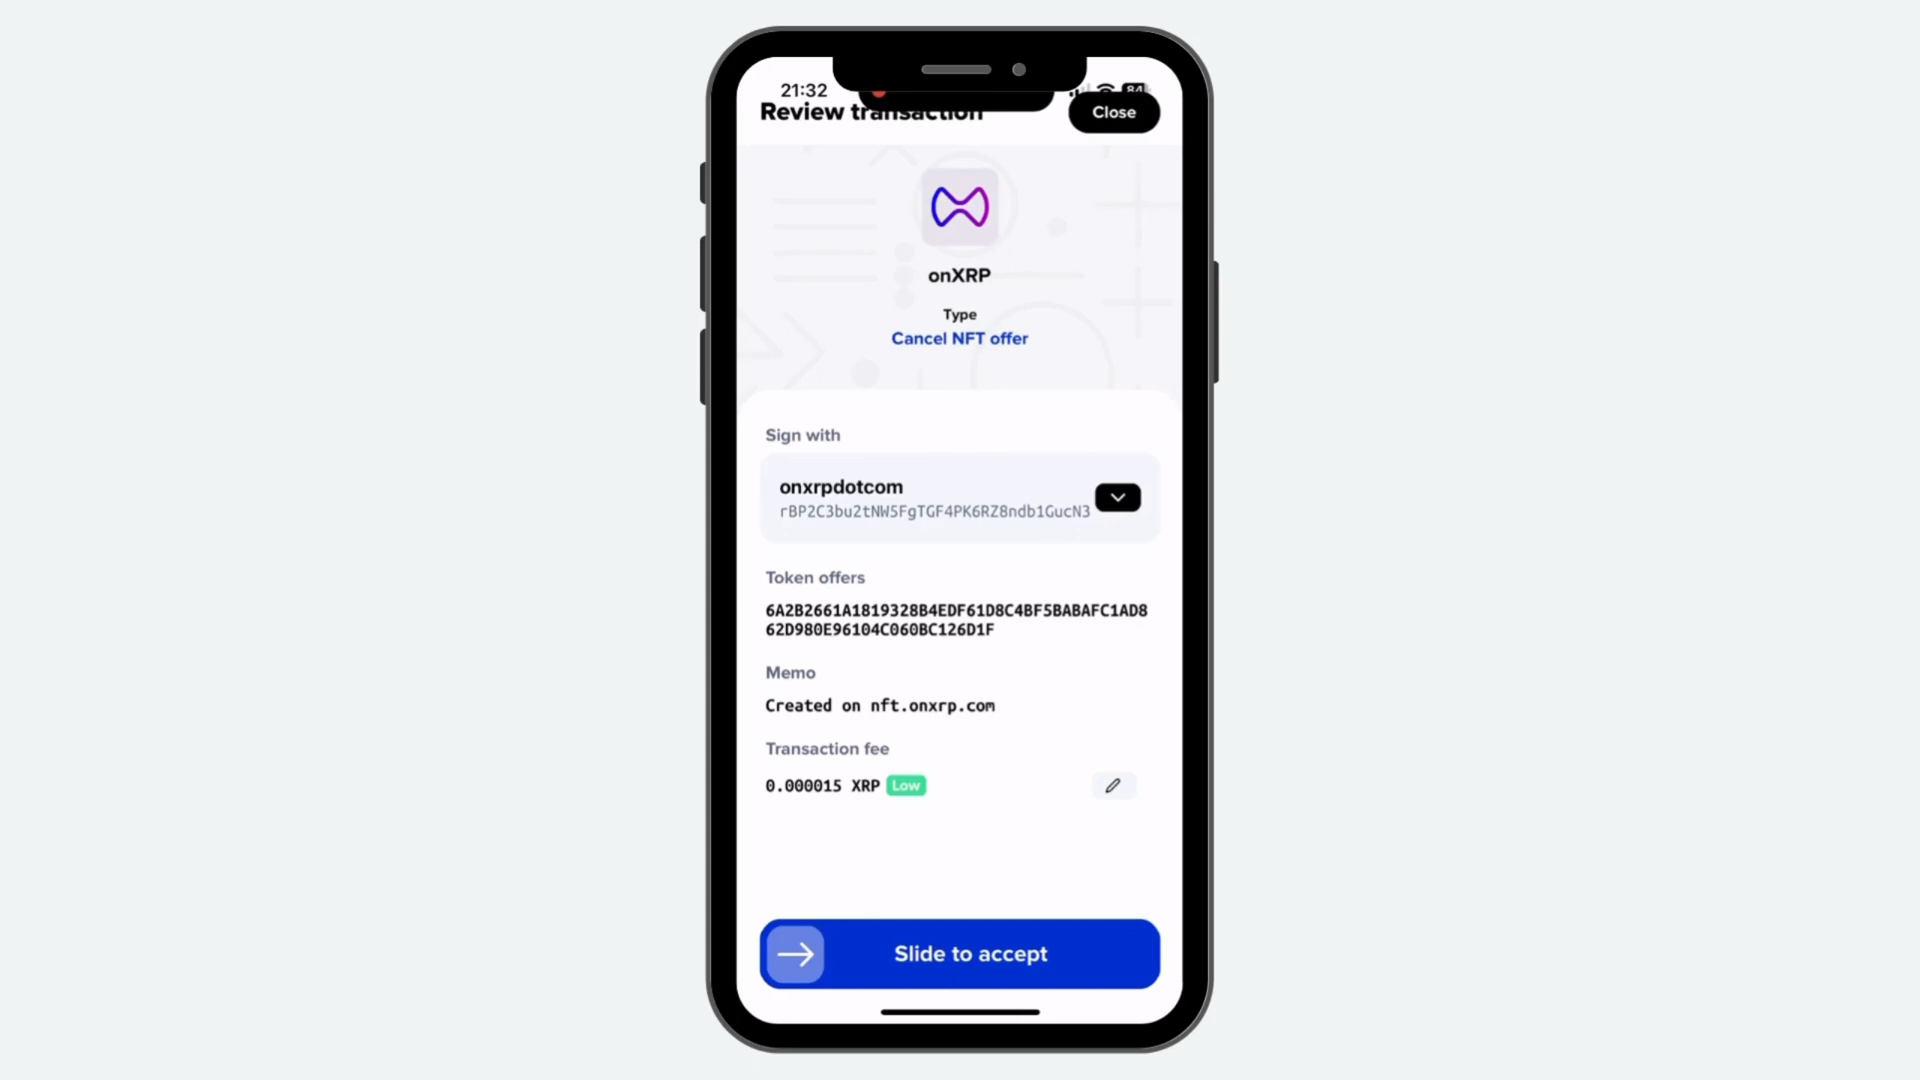 21:32
84
Review transaction
Close
onXRP
Type
Cancel NFT offer
Sign with
onxrpdotcom
rBP2C3bu2tNW5FgTGF4PK6RZ8ndb1GucN3
Token offers
6A2B2661A1819328B4EDF61D8C4BF5BABAFC1AD8
62D980E96104C060BC126D1F
Memo
Created on nft.onxrp.com
Transaction fee
0.000015 XRP Low
Slide to accept